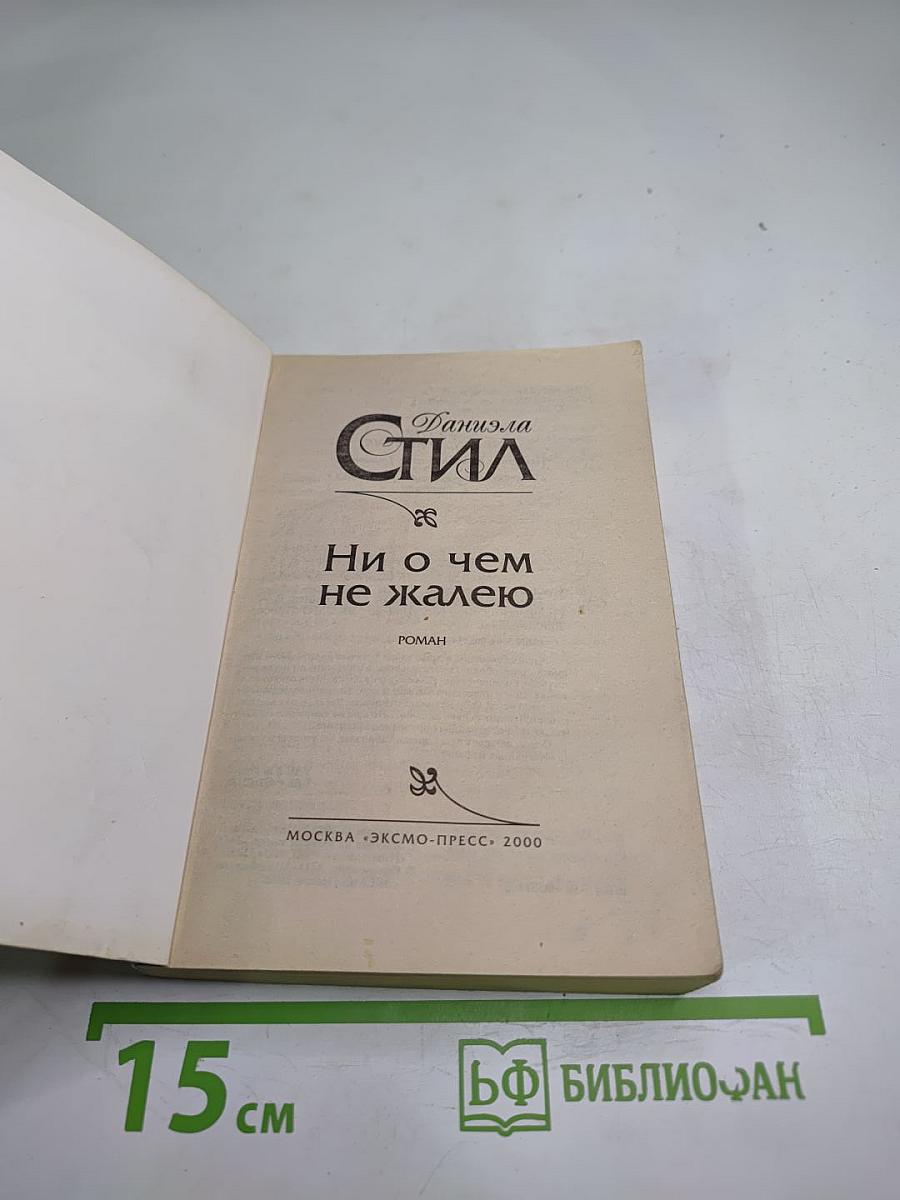 Даниэла
Стил
Ни о чем
не жалею
РОМАН
МОСКВА «ЭКСМО-ПРЕСС» 2000
15 см
БФ БИБЛИОФАН